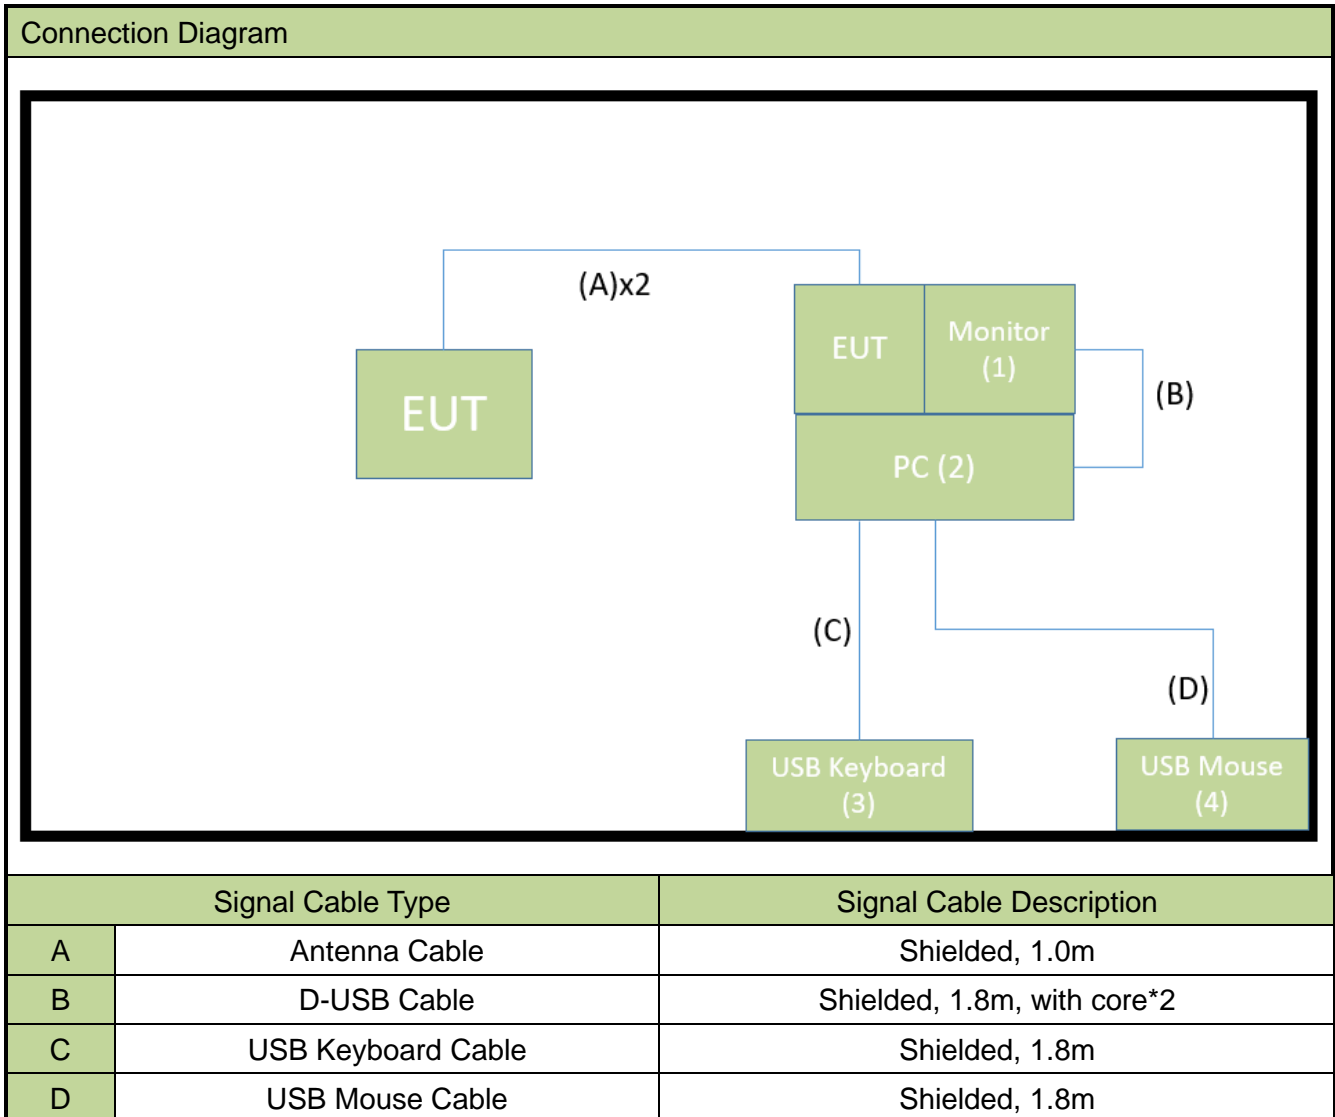 Connection Diagram
(A)x2
EUT
EUT
Monitor
(1)
(B)
PC (2)
(C)
(D)
USB Keyboard
(3)
USB Mouse
(4)
Signal Cable Type Signal Cable Description
A Antenna Cable Shielded, 1.0m
B D-USB Cable Shielded, 1.8m, with core*2
C USB Keyboard Cable Shielded, 1.8m
D USB Mouse Cable Shielded, 1.8m